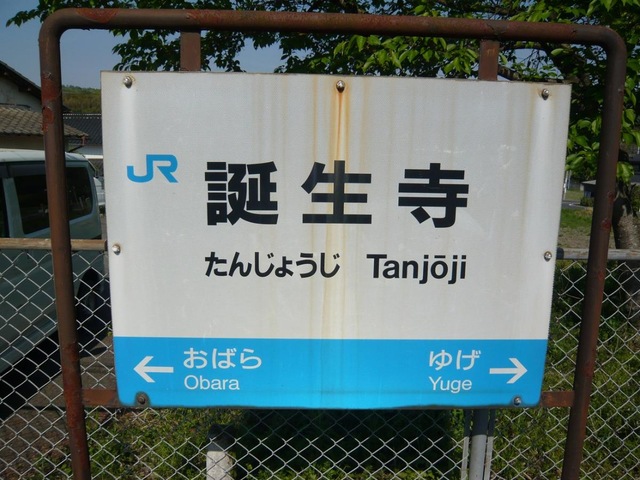 JR
誕生寺
たんじょうじ Tanjōji
← おばら ゆげ →
Obara Yuge